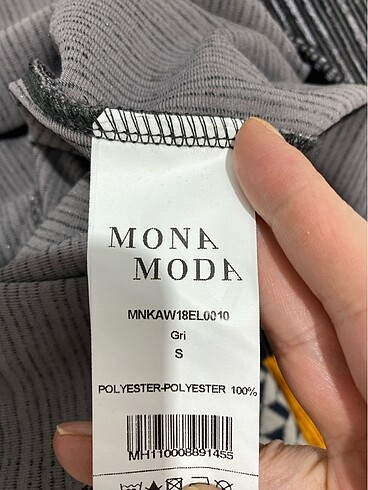 MONA
MODA
MNKAW18EL0010
Gri
S
POLYESTER-POLYESTER 100%
MH110008891455